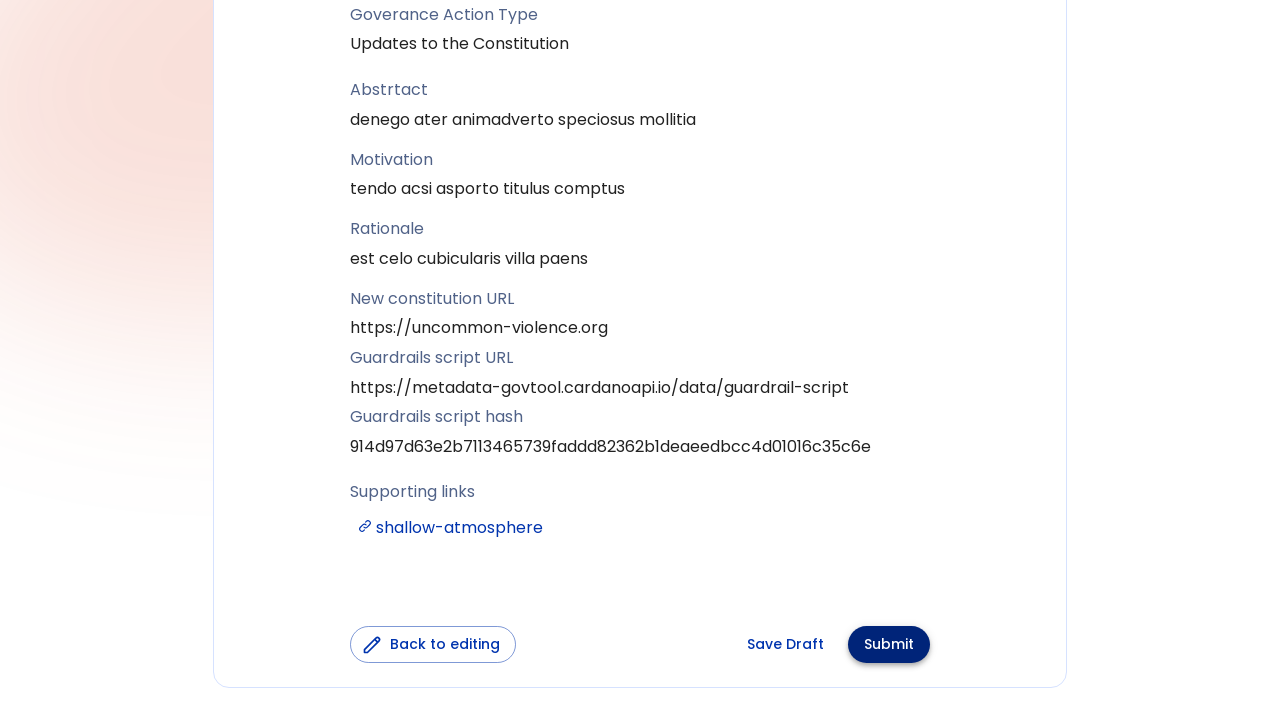 Goverance Action Type
Updates to the Constitution
Abstrtact
denego ater animadverto speciosus mollitia
Motivation
tendo acsi asporto titulus comptus
Rationale
est celo cubicularis villa paens
New constitution URL
https://uncommon-violence.org
Guardrails script URL
https://metadata-govtool.cardanoapi.io/data/guardrail-script
Guardrails script hash
914d97d63e2b7113465739faddd82362b1deaeedbcc4d01016c35c6e
Supporting links
shallow-atmosphere
Back to editing
Save Draft
Submit